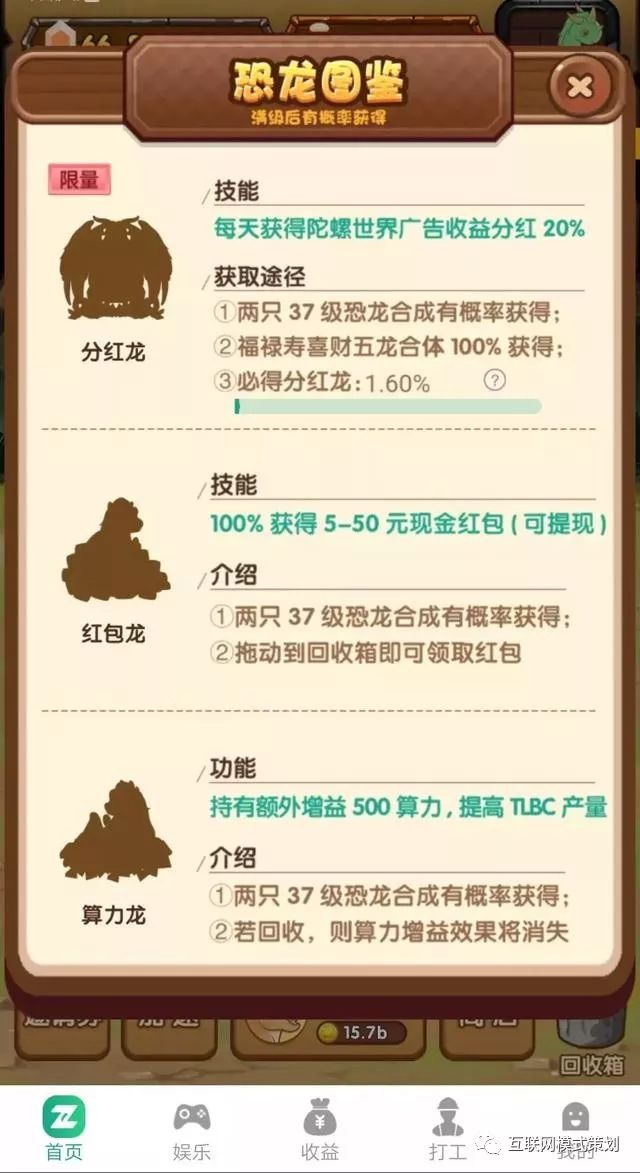 恐龙图鉴
满级后有概率获得
限量
技能
每天获得陀螺世界广告收益分红 20%
获取途径
①两只 37 级恐龙合成有概率获得;
②福禄寿喜财五龙合体 100% 获得;
③必得分红龙: 1.60% ?
分红龙
技能
100% 获得 5-50 元现金红包 ( 可提现 )
介绍
①两只 37 级恐龙合成有概率获得;
②拖动到回收箱即可领取红包
红包龙
功能
持有额外增益 500 算力 , 提高 TLBC 产量
介绍
①两只 37 级恐龙合成有概率获得;
②若回收，则算力增益效果将消失
算力龙
加速
15.7b
商店
回收箱
首页
娱乐
收益
打工
我的
互联网模式策划